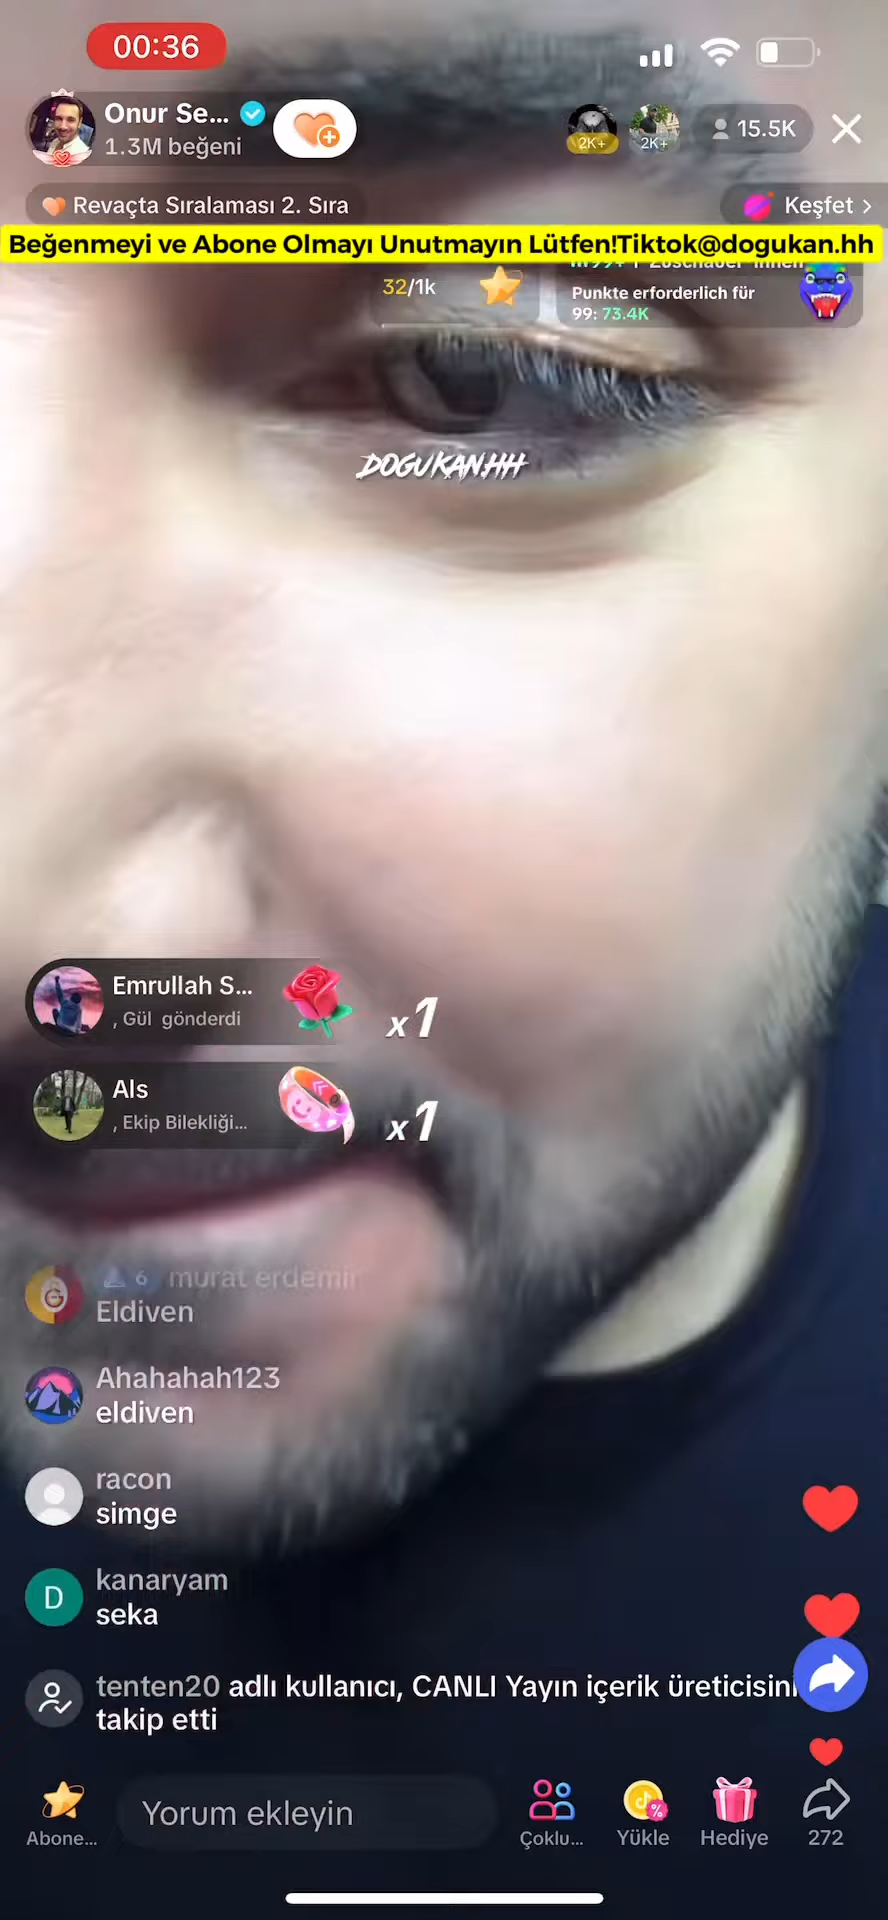 00:36
Onur Se...
1.3M beğeni
2K+
2K+
15.5K
Revaçta Sıralaması 2. Sıra
Keşfet >
Beğenmeyi ve Abone Olmayı Unutmayın Lütfen!Tiktok@dogukan.hh
32/1k
Punkte erforderlich für
99: 73.4K
DOGUKAN.HH
Emrullah S...
, Gül gönderdi
x1
Als
, Ekip Bilekliği...
x1
6 murat erdemir
Eldiven
Ahahahah123
eldiven
racon
simge
D
kanaryam
seka
tenten20 adlı kullanıcı, CANLI Yayın içerik üreticisini
takip etti
Yorum ekleyin
Abone...
Çoklu...
Yükle
Hediye
272